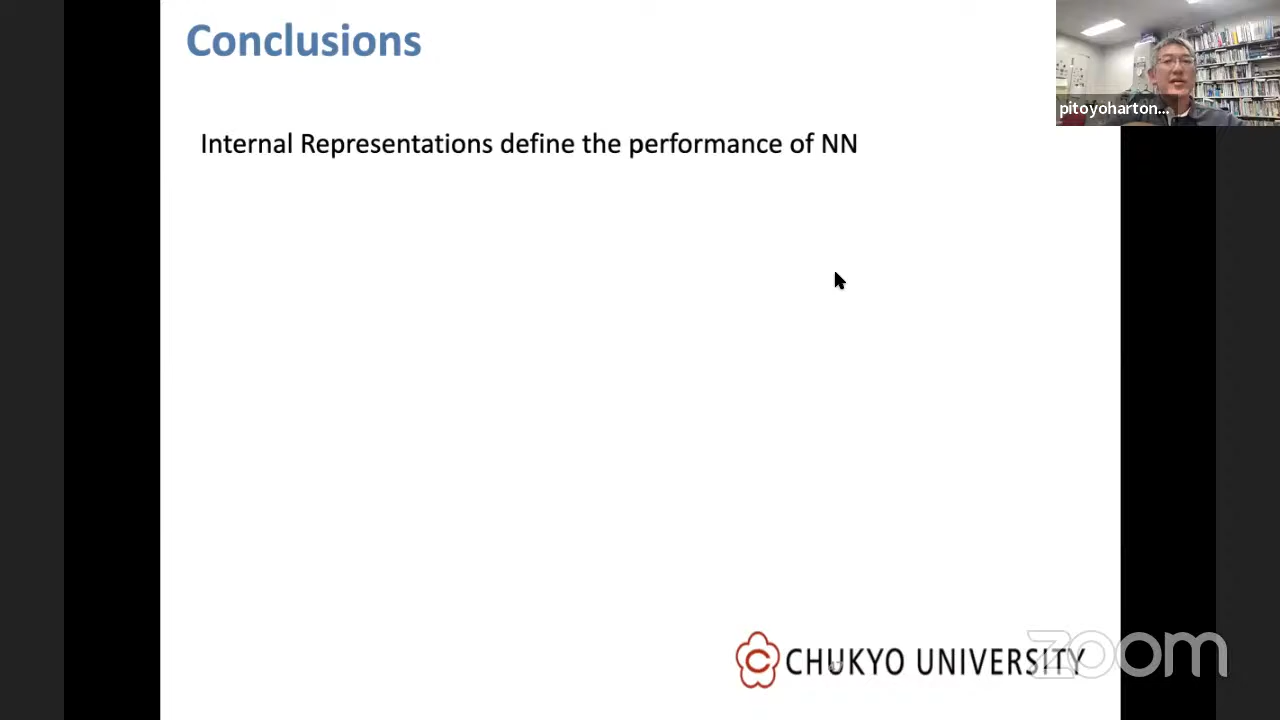 Conclusions
pitoyoharton...
Internal Representations define the performance of NN
CHUKYO UNIVERSITY
zoom